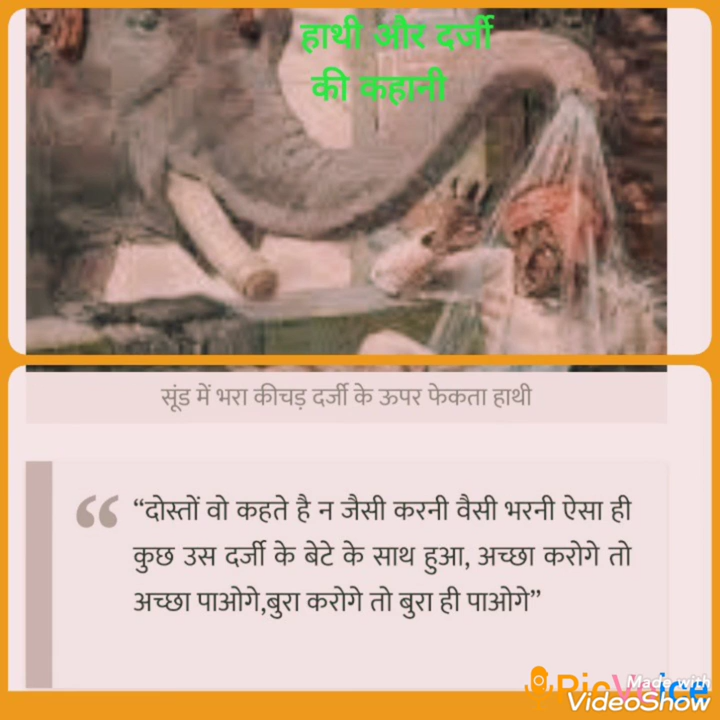 हाथी और दर्जी
की कहानी
सूंड में भरा कीचड़ दर्जी के ऊपर फेकता हाथी
“दोस्तों वो कहते है न जैसी करनी वैसी भरनी ऐसा ही
कुछ उस दर्जी के बेटे के साथ हुआ, अच्छा करोगे तो
अच्छा पाओगे,बुरा करोगे तो बुरा ही पाओगे”
PicVoice
Made with
VideoShow